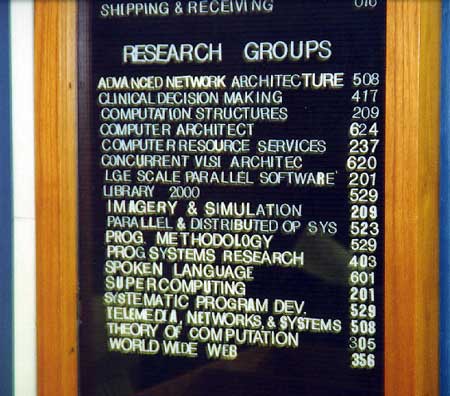 SHIPPING & RECEIVING 010
RESEARCH GROUPS
ADVANCED NETWORK ARCHITECTURE 508
CLINICAL DECISION MAKING 417
COMPUTATION STRUCTURES 209
COMPUTER ARCHITECT 624
COMPUTER RESOURCE SERVICES 237
CONCURRENT VLSI ARCHITEC 620
LGE SCALE PARALLEL SOFTWARE 201
LIBRARY 2000 529
IMAGERY & SIMULATION 209
PARALLEL & DISTRIBUTED OP SYS 523
PROG. METHODOLOGY 529
PROG SYSTEMS RESEARCH 403
SPOKEN LANGUAGE 601
SUPERCOMPUTING 201
SYSTEMATIC PROGRAM DEV. 529
TELEMEDIA, NETWORKS, & SYSTEMS 508
THEORY OF COMPUTATION 305
WORLD WIDE WEB 356